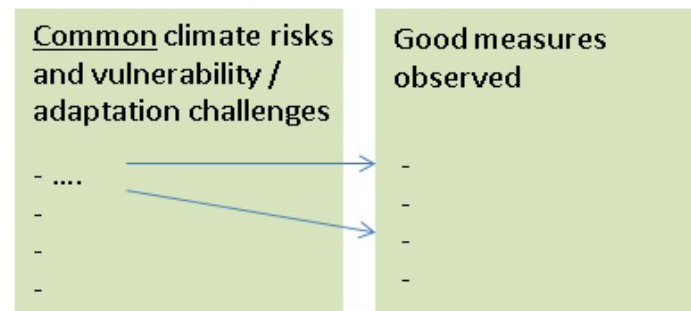 Common climate risks
and vulnerability /
adaptation challenges
- ....
-
-
-
Good measures
observed
-
-
-
-